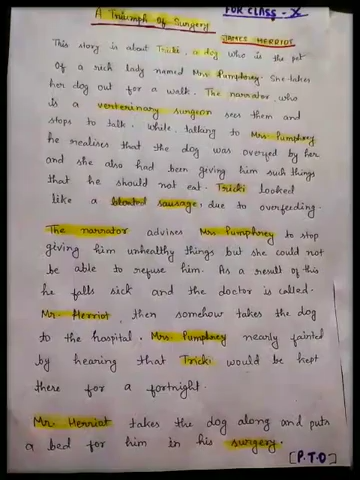 FOR CLASS - X
A Triumph Of Surgery
JAMES HERRIOT
This story is about Tricki, a dog who is the pet
Of a rich lady named Mrs. Pumphrey. She takes
her dog out for a walk. The narrator, who
is a verterinary surgeon sees them and
stops to talk. While talking to Mrs. Pumphrey
he realises that the dog was overfed by her
and she also had been giving him such things
that he should not eat. Tricki looked
like a bloated sausage, due to overfeeding.
The narrator advises Mrs Pumphrey to stop
giving him unhealthy things but she could not
be able to refuse him. As a result of this
he falls sick and the doctor is called.
Mr. Herriot, then somehow takes the dog
to the hospital. Mrs Pumphrey nearly fainted
by hearing that Tricki would be kept
there for a fortnight.
Mr. Herriot takes the dog along and puts
a bed for him in his surgery.
[P.T.O]